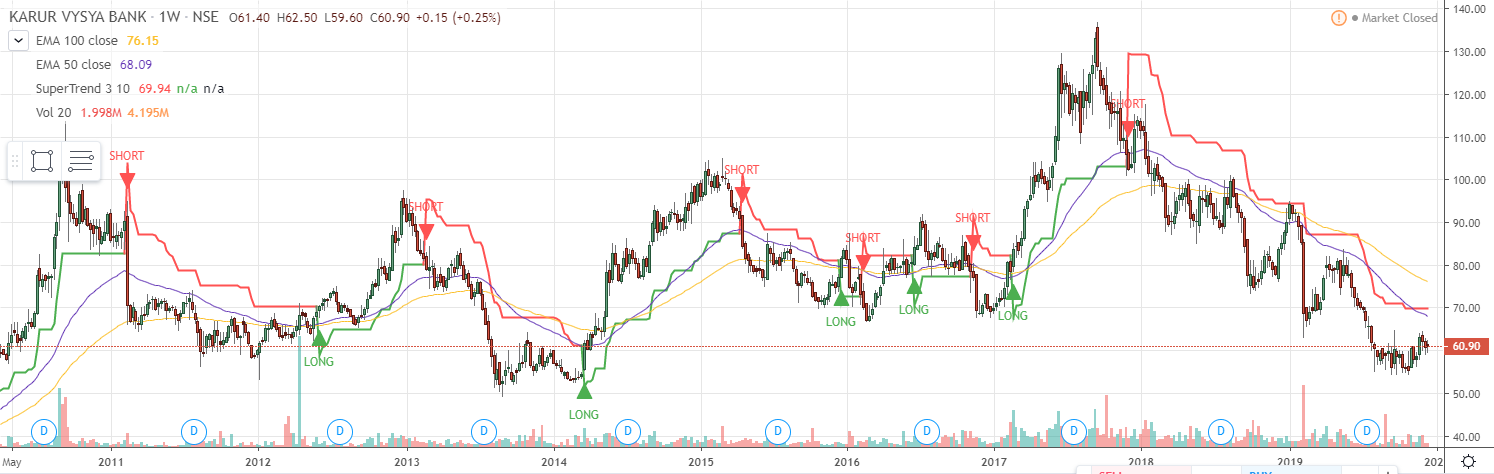 KARUR VYSYA BANK · 1W · NSE O61.40 H62.50 L59.60 C60.90 +0.15 (+0.25%)
! Market Closed
EMA 100 close 76.15
EMA 50 close 68.09
SuperTrend 3 10 69.94 n/a n/a
Vol 20 1.998M 4.195M
140.00
130.00
120.00
110.00
100.00
90.00
80.00
70.00
60.90
50.00
40.00
SHORT
SHORT
SHORT
SHORT
SHORT
SHORT
LONG
LONG
LONG
LONG
LONG
D D D D D D D D D D
May 2011 2012 2013 2014 2015 2016 2017 2018 2019 202
SELL BUY